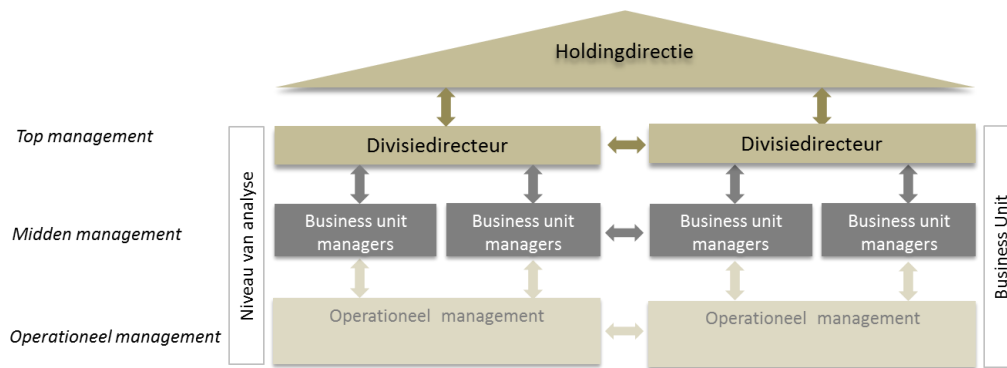 Holdingdirectie
Top management
Divisiedirecteur
Divisiedirecteur
Niveau van analyse
Business Unit
Midden management
Business unit
managers
Business unit
managers
Business unit
managers
Business unit
managers
Operationeel management
Operationeel management
Operationeel management